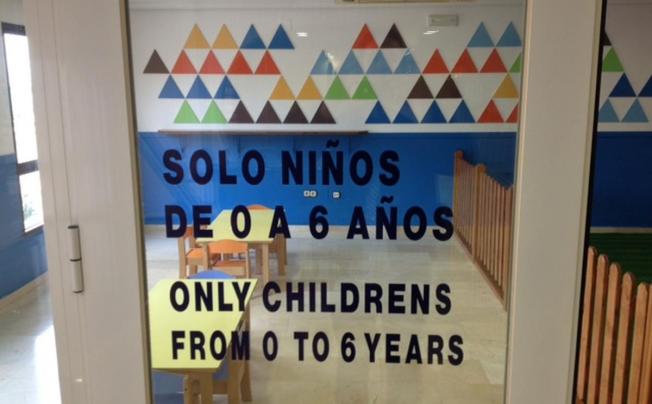 SOLO NIÑOS
DE 0 A 6 AÑOS
ONLY CHILDRENS
FROM 0 TO 6 YEARS